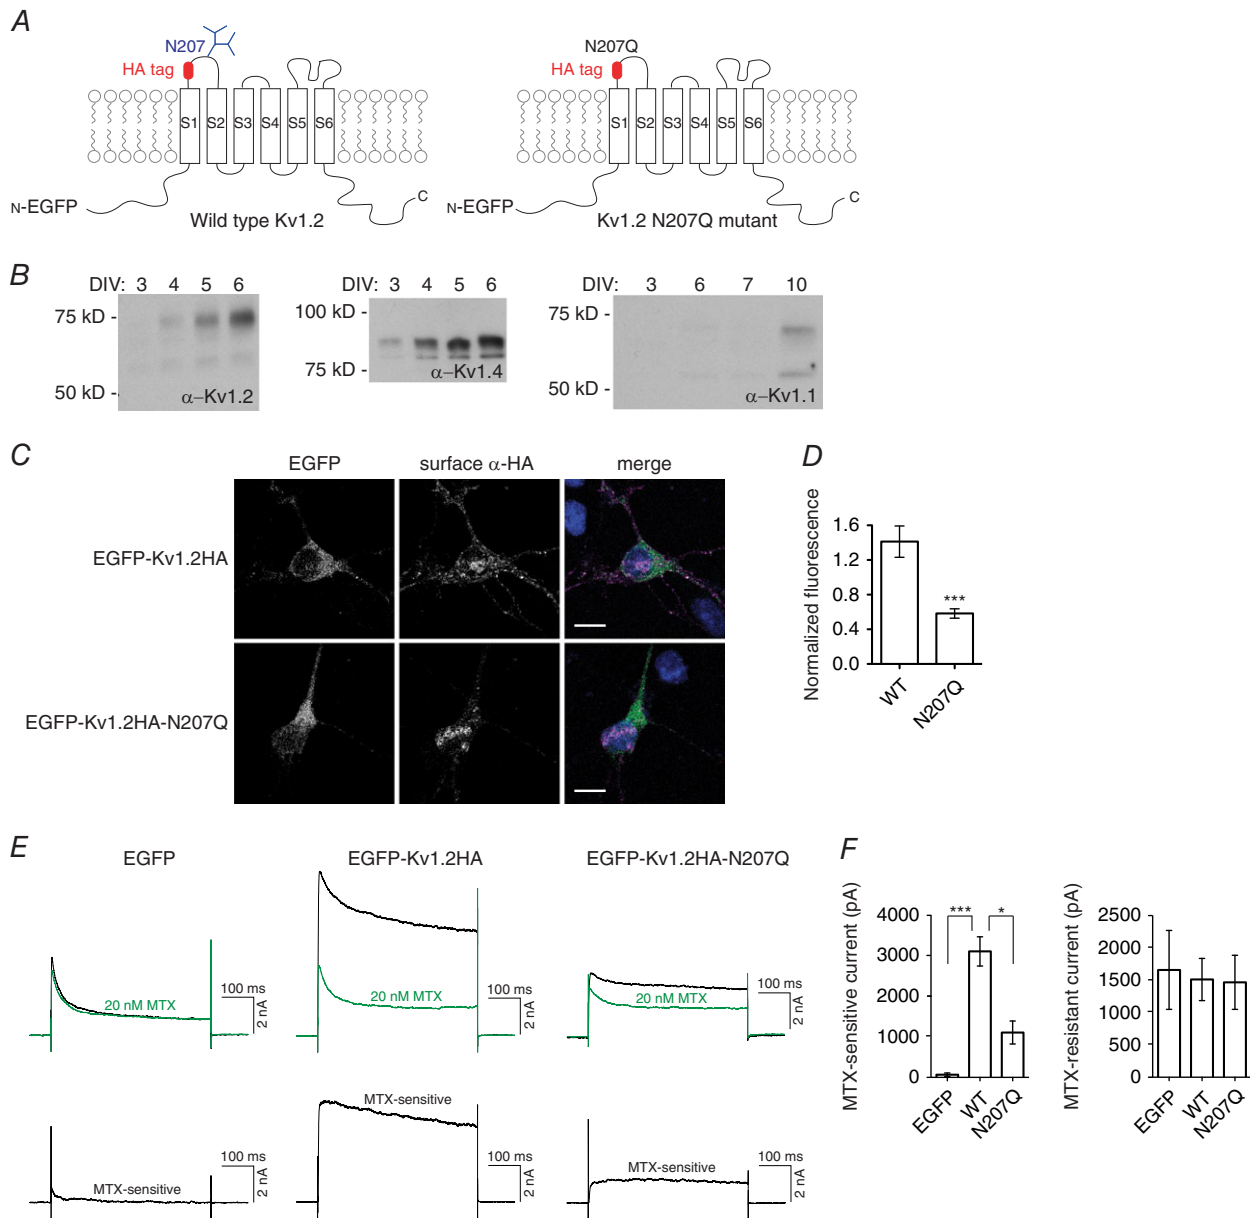 A
N207
HA tag
S1 S2 S3 S4 S5 S6
N-EGFP
C
Wild type Kv1.2
N207Q
HA tag
S1 S2 S3 S4 S5 S6
N-EGFP
C
Kv1.2 N207Q mutant
B
DIV: 3 4 5 6
75 kD -
50 kD -
α–Kv1.2
DIV: 3 4 5 6
100 kD -
75 kD -
α–Kv1.4
DIV: 3 6 7 10
75 kD -
50 kD -
α–Kv1.1
C
EGFP surface α-HA merge
EGFP-Kv1.2HA
EGFP-Kv1.2HA-N207Q
D
Normalized fluorescence
1.6
1.2
0.8
0.4
0.0
***
WT
N207Q
E
EGFP
20 nM MTX
100 ms
2 nA
EGFP-Kv1.2HA
20 nM MTX
100 ms
2 nA
EGFP-Kv1.2HA-N207Q
20 nM MTX
100 ms
2 nA
MTX-sensitive
100 ms
2 nA
MTX-sensitive
100 ms
2 nA
MTX-sensitive
100 ms
2 nA
F
MTX-sensitive current (pA)
4000
3000
2000
1000
0
*** *
EGFP
WT
N207Q
MTX-resistant current (pA)
2500
2000
1500
1000
500
0
EGFP
WT
N207Q